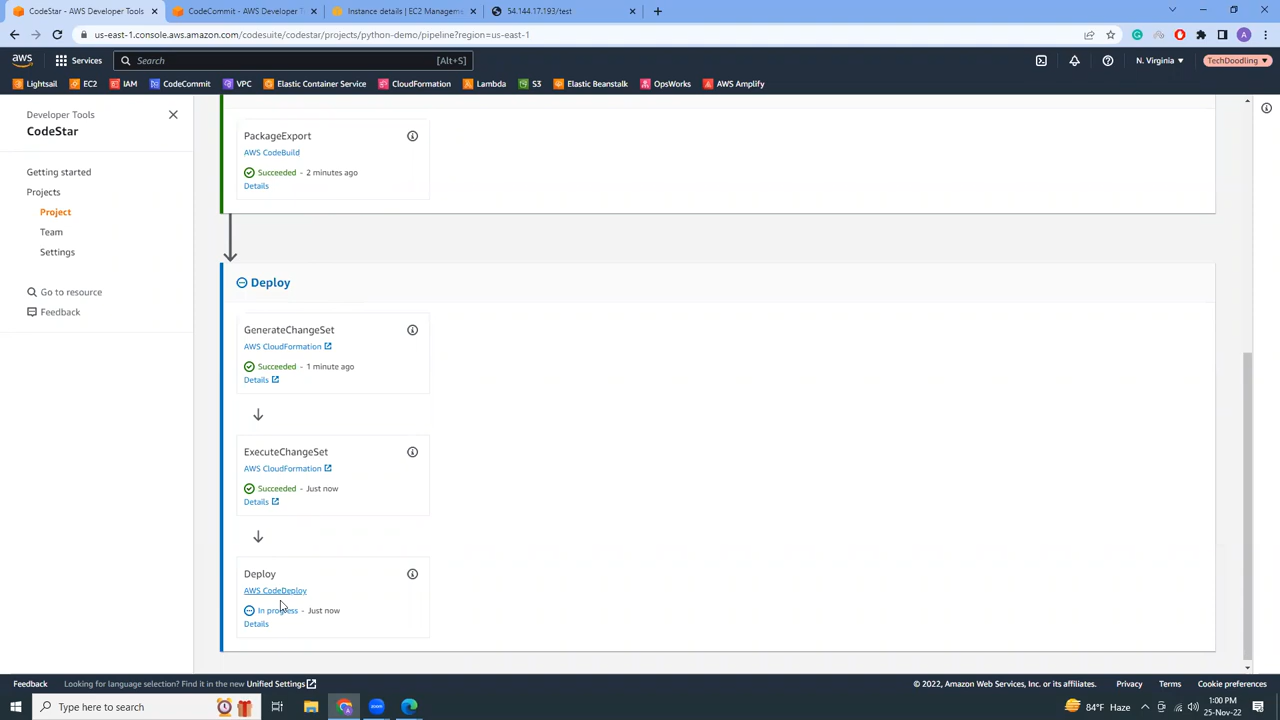 CodeStar - AWS Developer Tools
CodeCommit - AWS Developer T
Instance details | EC2 Managem
54.144.17.193/test
us-east-1.console.aws.amazon.com/codesuite/codestar/projects/python-demo/pipeline?region=us-east-1
A
aws
Services
Search
[Alt+S]
N. Virginia
TechDoodling
Lightsail
EC2
IAM
CodeCommit
VPC
Elastic Container Service
CloudFormation
Lambda
S3
Elastic Beanstalk
OpsWorks
AWS Amplify
Developer Tools
CodeStar
Getting started
Projects
Project
Team
Settings
Go to resource
Feedback
PackageExport
AWS CodeBuild
Succeeded - 2 minutes ago
Details
Deploy
GenerateChangeSet
AWS CloudFormation
Succeeded - 1 minute ago
Details
ExecuteChangeSet
AWS CloudFormation
Succeeded - Just now
Details
Deploy
AWS CodeDeploy
In progress - Just now
Details
Feedback
Looking for language selection? Find it in the new Unified Settings
© 2022, Amazon Web Services, Inc. or its affiliates.
Privacy
Terms
Cookie preferences
Type here to search
84°F Haze
1:00 PM
25-Nov-22